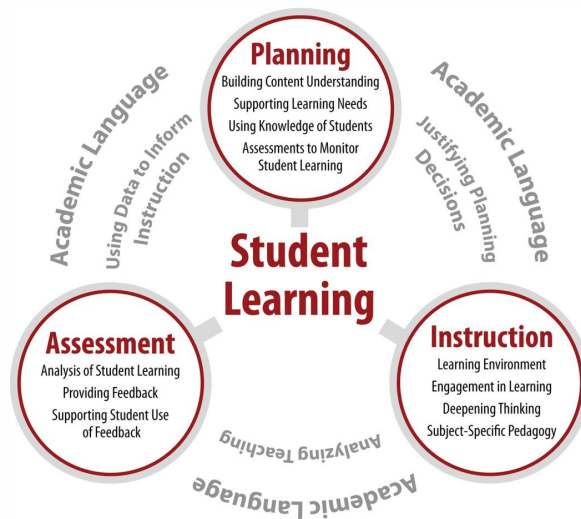 Planning
Building Content Understanding
Supporting Learning Needs
Using Knowledge of Students
Assessments to Monitor
Student Learning
Academic Language
Using Data to Inform
Instruction
Academic Language
Justifying Planning
Decisions
Student
Learning
Assessment
Analysis of Student Learning
Providing Feedback
Supporting Student Use
of Feedback
Instruction
Learning Environment
Engagement in Learning
Deepening Thinking
Subject-Specific Pedagogy
Analyzing Teaching
Academic Language